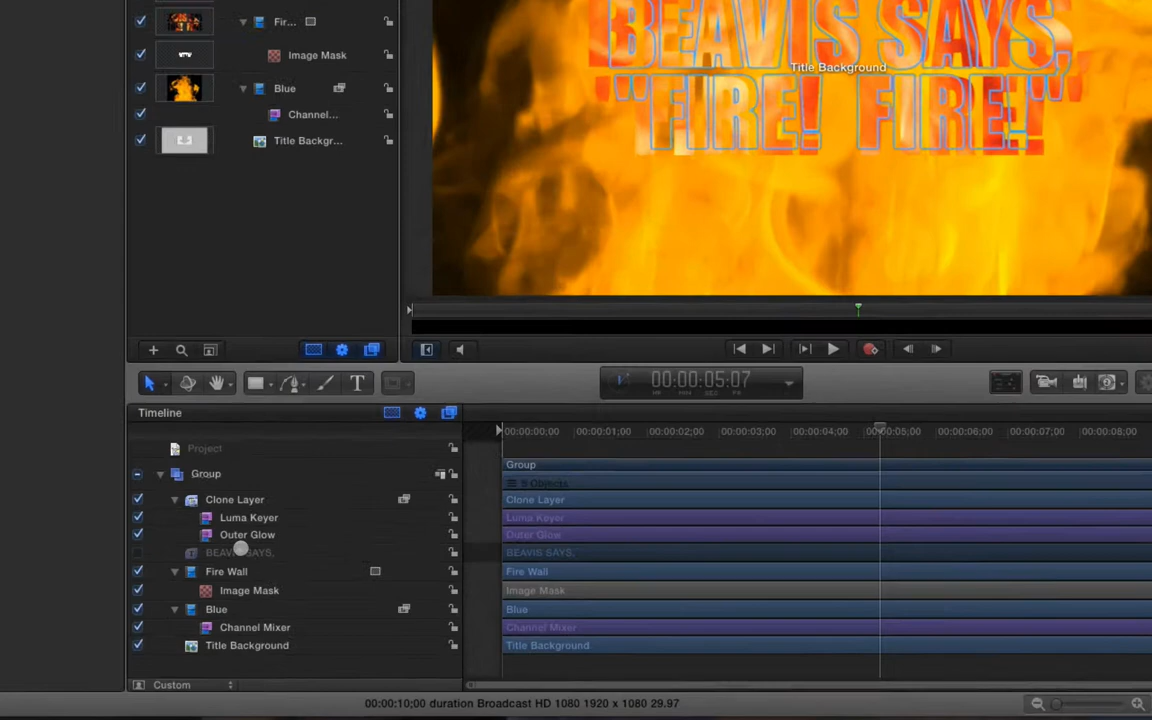 Fir...
Image Mask
Blue
Channel...
Title Backgr...
BEAVIS SAYS,
Title Background
"FIRE! FIRE!"
00:00:05:07
Timeline
Project
Group
Clone Layer
Luma Keyer
Outer Glow
BEAVIS SAYS,
Fire Wall
Image Mask
Blue
Channel Mixer
Title Background
Custom
00:00:00;00 00:00:01;00 00:00:02;00 00:00:03;00 00:00:04;00 00:00:05;00 00:00:06;00 00:00:07;00 00:00:08;00
Group
5 Objects
Clone Layer
Luma Keyer
Outer Glow
BEAVIS SAYS,
Fire Wall
Image Mask
Blue
Channel Mixer
Title Background
00:00:10;00 duration Broadcast HD 1080 1920 x 1080 29.97